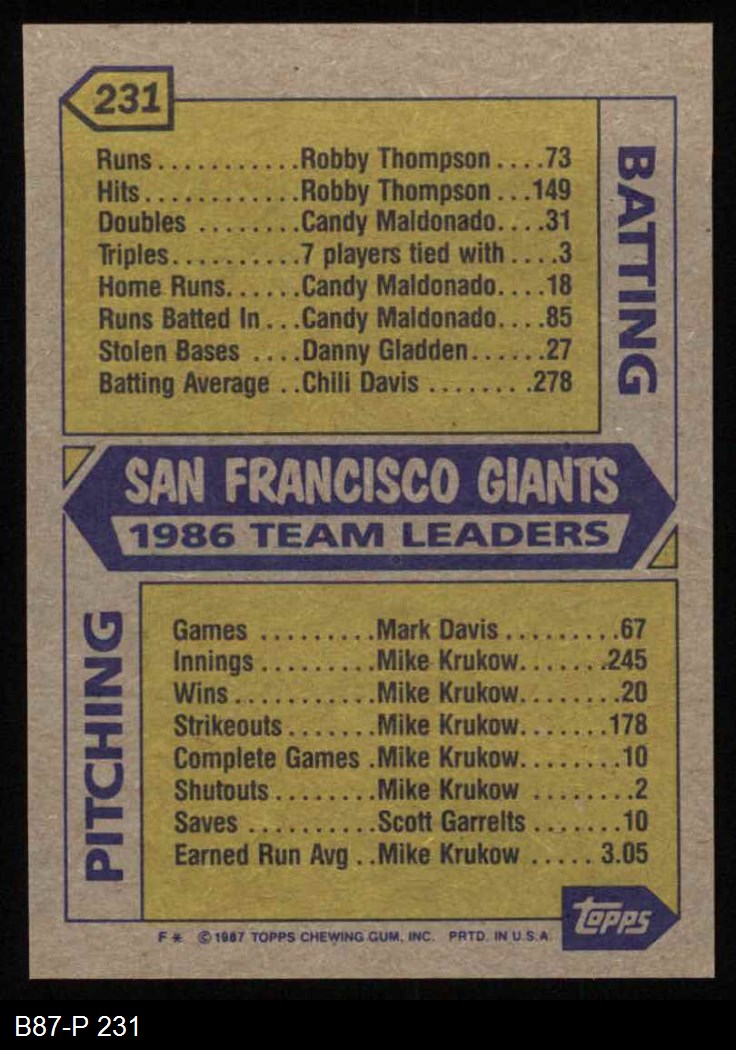 231
BATTING
Runs...........Robby Thompson....73
Hits............Robby Thompson...149
Doubles ........Candy Maldonado....31
Triples..........7 players tied with ....3
Home Runs......Candy Maldonado....18
Runs Batted In...Candy Maldonado....85
Stolen Bases ....Danny Gladden......27
Batting Average ..Chili Davis ........278
SAN FRANCISCO GIANTS
1986 TEAM LEADERS
PITCHING
Games .........Mark Davis.........67
Innings..........Mike Krukow.......245
Wins............Mike Krukow........20
Strikeouts.......Mike Krukow.......178
Complete Games .Mike Krukow........10
Shutouts........Mike Krukow ........2
Saves ..........Scott Garrelts .......10
Earned Run Avg ..Mike Krukow ..... 3.05
topps
F* ©1987 TOPPS CHEWING GUM, INC. PRTD. IN U.S.A.
B87-P 231